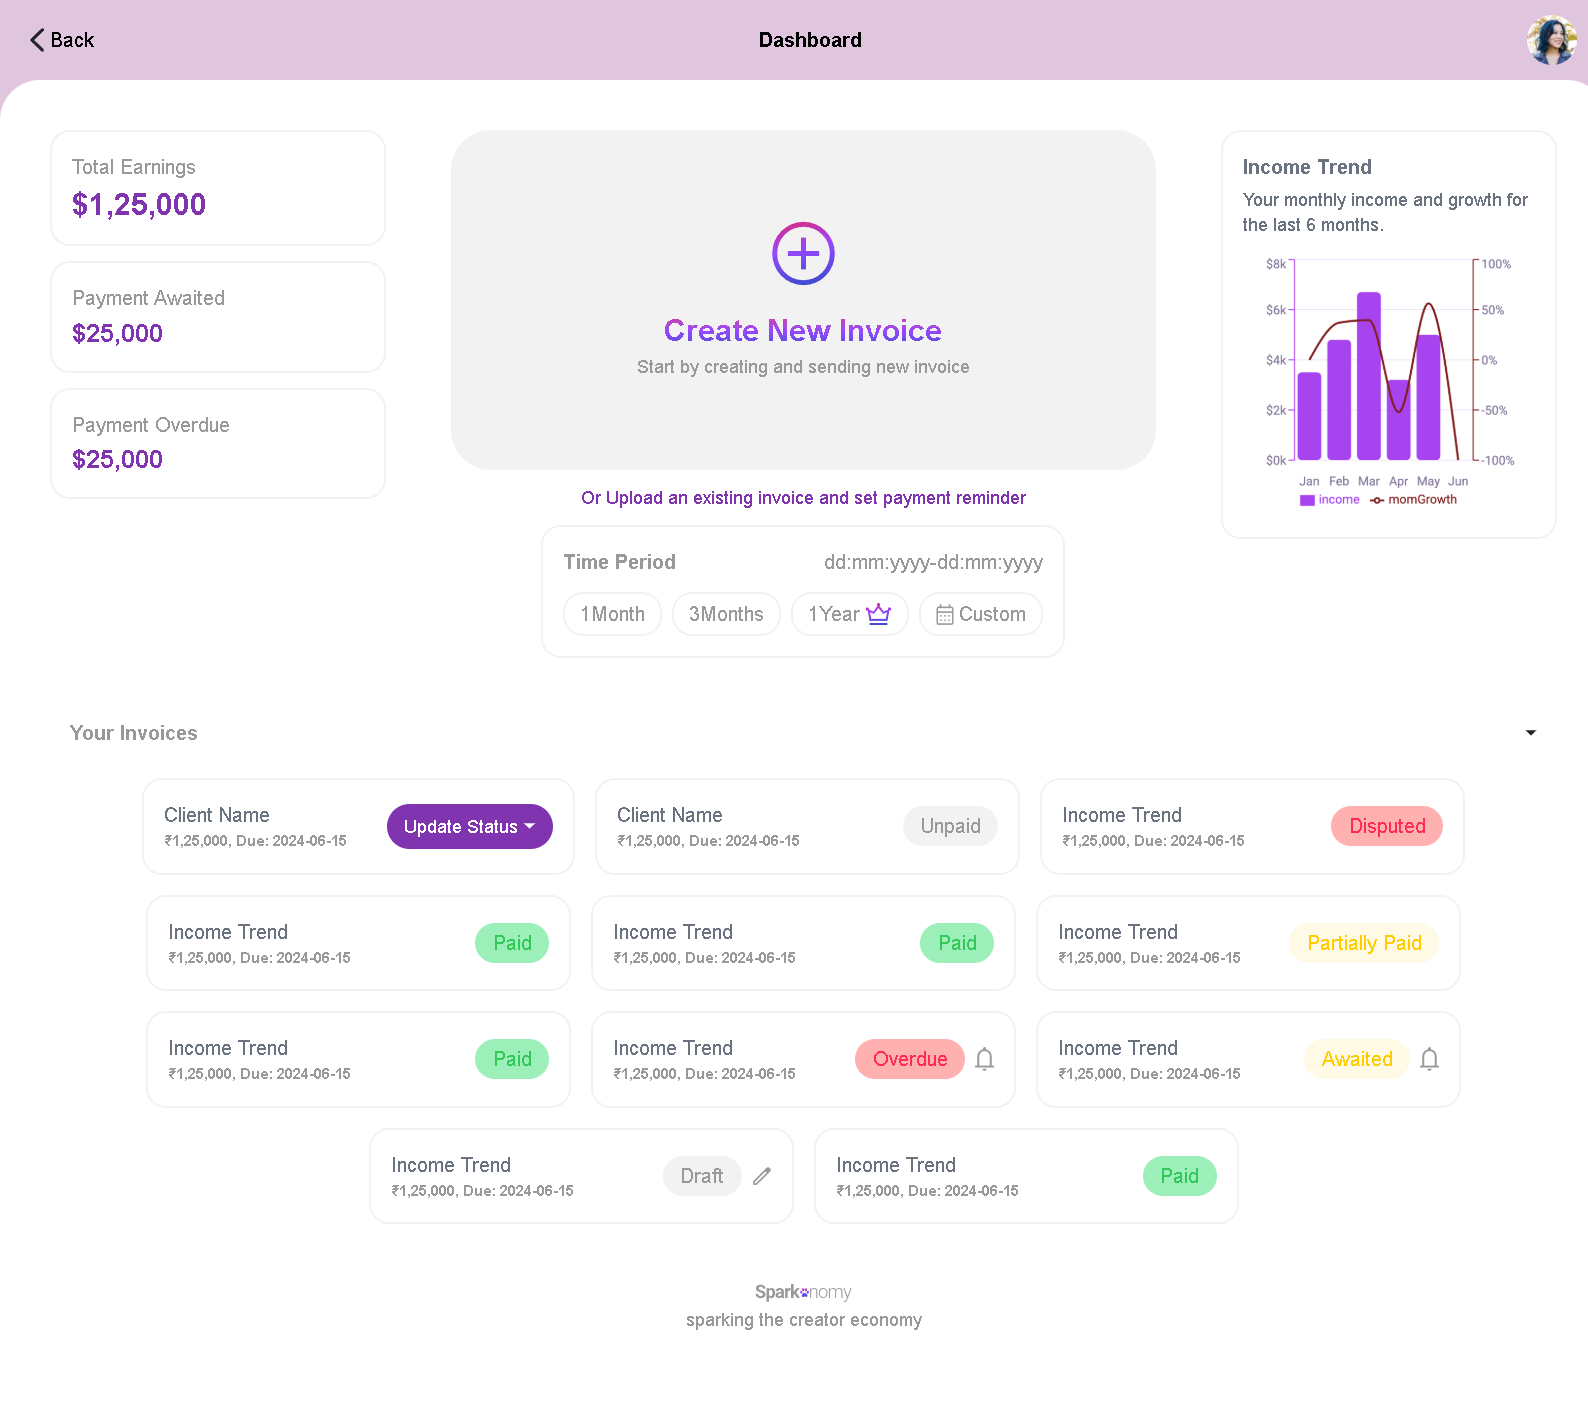 Back
Dashboard
Total Earnings
$1,25,000
Payment Awaited
$25,000
Payment Overdue
$25,000
Create New Invoice
Start by creating and sending new invoice
Or Upload an existing invoice and set payment reminder
Time Period
dd:mm:yyyy-dd:mm:yyyy
1Month
3Months
1Year
Custom
Income Trend
Your monthly income and growth for
the last 6 months.
$8k
$6k
$4k
$2k
$0k
100%
50%
0%
-50%
-100%
Jan Feb Mar Apr May Jun
income momGrowth
Your Invoices
Client Name
₹1,25,000, Due: 2024-06-15
Update Status
Client Name
₹1,25,000, Due: 2024-06-15
Unpaid
Income Trend
₹1,25,000, Due: 2024-06-15
Disputed
Income Trend
₹1,25,000, Due: 2024-06-15
Paid
Income Trend
₹1,25,000, Due: 2024-06-15
Paid
Income Trend
₹1,25,000, Due: 2024-06-15
Partially Paid
Income Trend
₹1,25,000, Due: 2024-06-15
Paid
Income Trend
₹1,25,000, Due: 2024-06-15
Overdue
Income Trend
₹1,25,000, Due: 2024-06-15
Awaited
Income Trend
₹1,25,000, Due: 2024-06-15
Draft
Income Trend
₹1,25,000, Due: 2024-06-15
Paid
Sparkonomy
sparking the creator economy